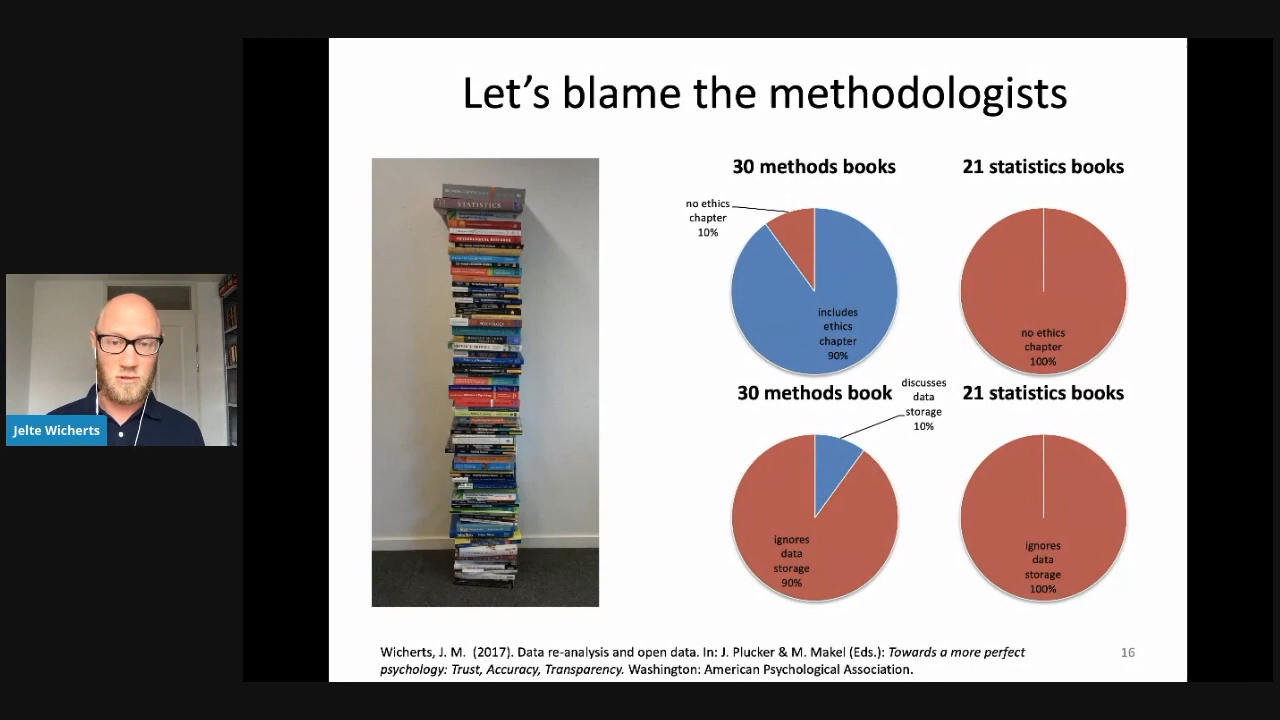 Let's blame the methodologists
30 methods books
21 statistics books
no ethics
chapter
10%
includes
ethics
chapter
90%
no ethics
chapter
100%
30 methods book
discusses
data
storage
10%
21 statistics books
ignores
data
storage
90%
ignores
data
storage
100%
STATISTICS
Jelte Wicherts
Wicherts, J. M. (2017). Data re-analysis and open data. In: J. Plucker & M. Makel (Eds.): Towards a more perfect
psychology: Trust, Accuracy, Transparency. Washington: American Psychological Association.
16